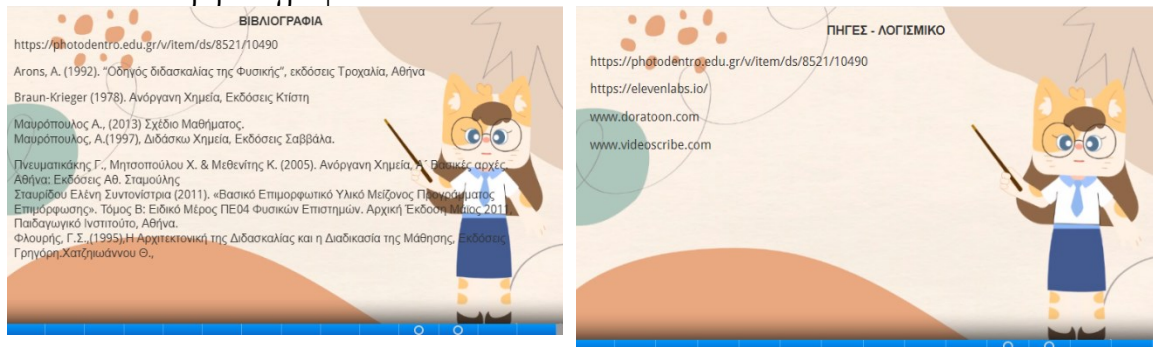 ΒΙΒΛΙΟΓΡΑΦΙΑ
https://photodentro.edu.gr/v/item/ds/8521/10490
Arons, A. (1992). “Οδηγός διδασκαλίας της Φυσικής”, εκδόσεις Τροχαλία, Αθήνα
Braun-Krieger (1978). Ανόργανη Χημεία, Εκδόσεις Κτίστη
Μαυρόπουλος Α., (2013) Σχέδιο Μαθήματος.
Μαυρόπουλος, Α.(1997), Διδάσκω Χημεία, Εκδόσεις Σαββάλα.
Πνευματικάκης Γ., Μητσοπούλου Χ. & Μεθενίτης Κ. (2005). Ανόργανη Χημεία, Α΄ Βασικές αρχές.
Αθήνα: Εκδόσεις Αθ. Σταμούλης
Σταυρίδου Ελένη Συντονίστρια (2011). «Βασικό Επιμορφωτικό Υλικό Μείζονος Προγράμματος
Επιμόρφωσης». Τόμος Β: Ειδικό Μέρος ΠΕ04 Φυσικών Επιστημών. Αρχική Έκδοση Μάιος 2011,
Παιδαγωγικό Ινστιτούτο, Αθήνα.
Φλουρής, Γ.Σ.,(1995),Η Αρχιτεκτονική της Διδασκαλίας και η Διαδικασία της Μάθησης, Εκδόσεις
Γρηγόρη.Χατζηιωάννου Θ.,
ΠΗΓΕΣ - ΛΟΓΙΣΜΙΚΟ
https://photodentro.edu.gr/v/item/ds/8521/10490
https://elevenlabs.io/
www.doratoon.com
www.videoscribe.com